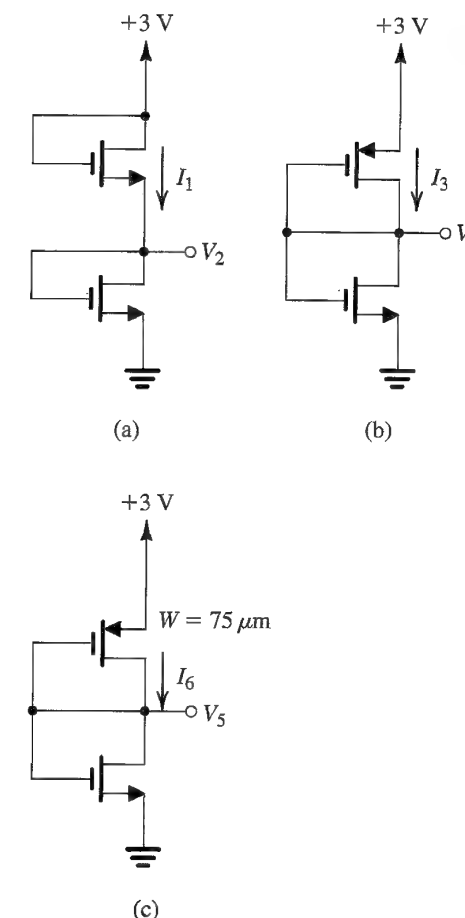 +3 V
+3 V
I₁
I₃
V₂
V
(a)
(b)
+3 V
W = 75 μm
I₆
V₅
(c)